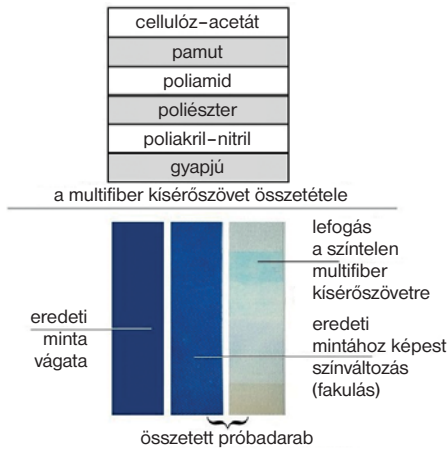 cellulóz–acetát
pamut
poliamid
poliészter
poliakril–nitril
gyapjú
a multifiber kísérőszövet összetétele
lefogás
a színtelen
multifiber
kísérőszövetre
eredeti
minta
vágata
eredeti
mintához képest
színváltozás
(fakulás)
összetett próbadarab